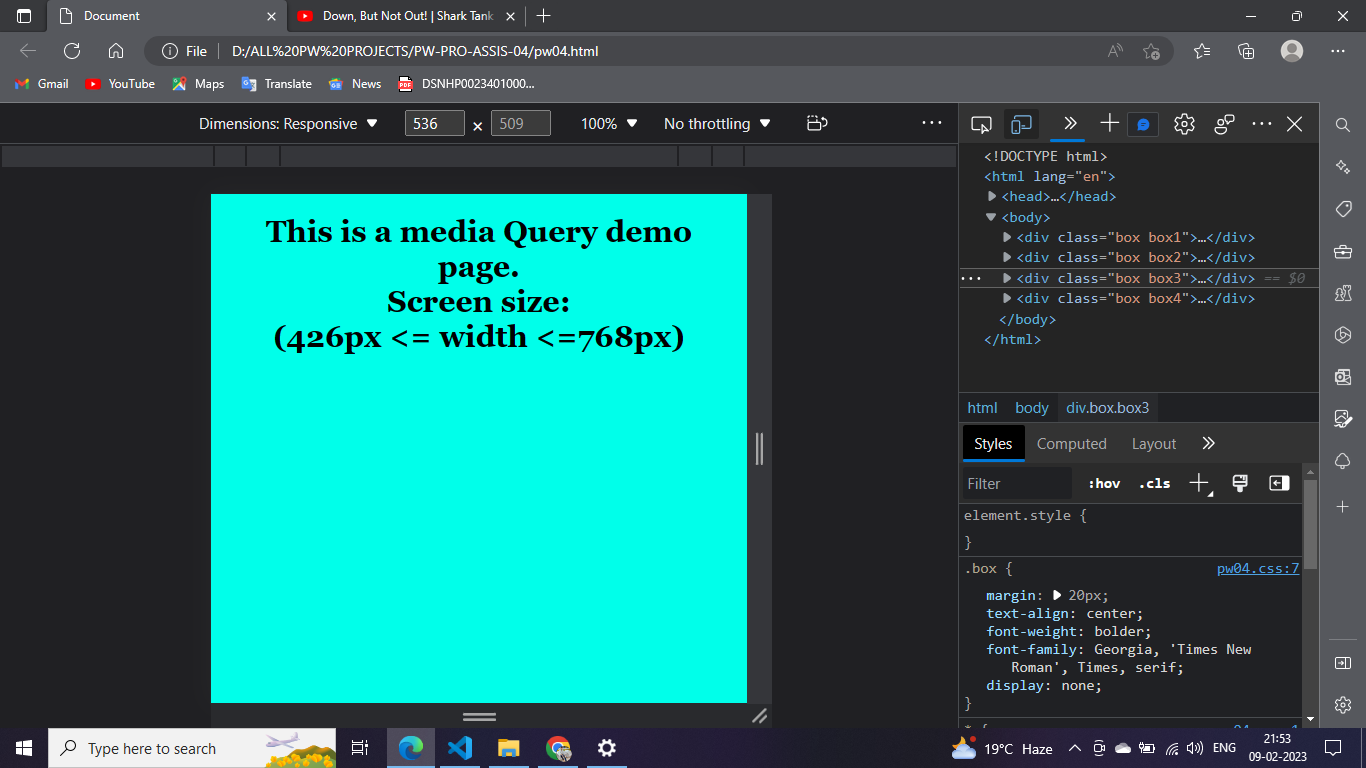 Document
Down, But Not Out! | Shark Tank
File
D:/ALL%20PW%20PROJECTS/PW-PRO-ASSIS-04/pw04.html
Gmail
YouTube
Maps
Translate
News
DSNHP0023401000...
Dimensions: Responsive
536 × 509
100%
No throttling
This is a media Query demo
page.
Screen size:
(426px <= width <=768px)
<!DOCTYPE html>
<html lang="en">
<head>…</head>
<body>
<div class="box box1">…</div>
<div class="box box2">…</div>
<div class="box box3">…</div> == $0
<div class="box box4">…</div>
</body>
</html>
html body div.box.box3
Styles Computed Layout
Filter :hov .cls
element.style {
}
.box { pw04.css:7
margin: 20px;
text-align: center;
font-weight: bolder;
font-family: Georgia, 'Times New
Roman', Times, serif;
display: none;
}
Type here to search
19°C Haze
ENG
21:53
09-02-2023